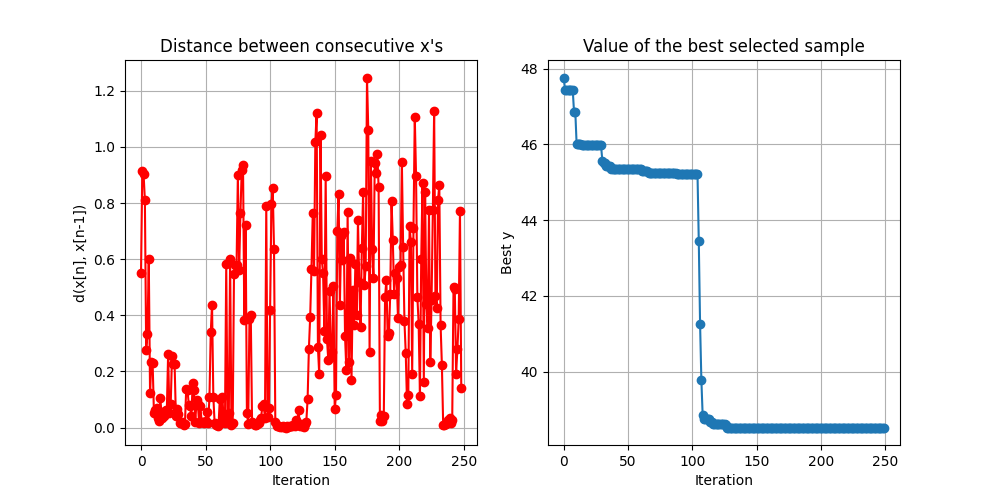 Distance between consecutive x's
d(x[n], x[n-1])
1.2
1.0
0.8
0.6
0.4
0.2
0.0
0 50 100 150 200 250
Iteration
Value of the best selected sample
Best y
48
46
44
42
40
0 50 100 150 200 250
Iteration